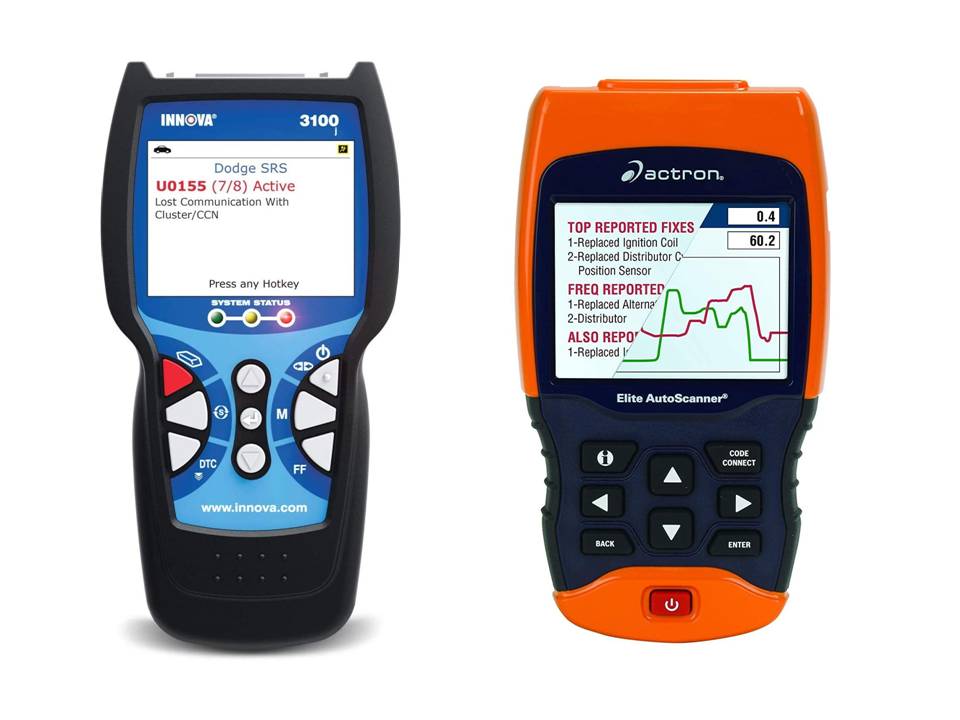 INNOVA®
3100
Dodge SRS
U0155 (7/8) Active
Lost Communication With
Cluster/CCN
Press any Hotkey
SYSTEM STATUS
S
M
DTC
FF
www.innova.com
actron®
0.4
60.2
TOP REPORTED FIXES
1-Replaced Ignition Coil
2-Replaced Distributor
Position Sensor
FREQ REPORTED
1-Replaced
2-Distributor
ALSO
1-Replaced
Elite AutoScanner®
i
CODE
CONNECT
BACK
ENTER